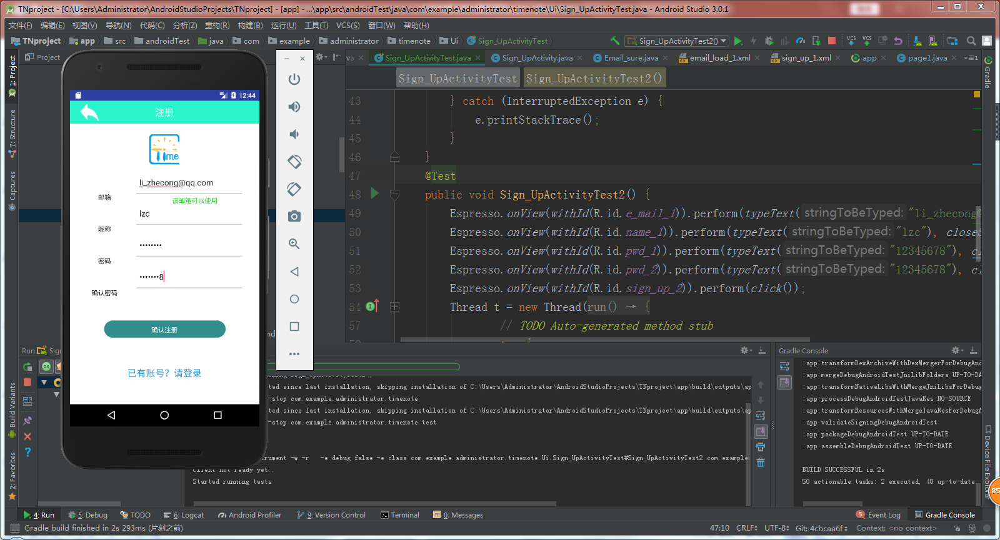 TNproject - [C:\Users\Administrator\AndroidStudioProjects\TNproject] - [app] - ...\app\src\androidTest\java\com\example\administrator\timenote\Ui\Sign_UpActivityTest.java - Android Studio 3.0.1
文件(F) 编辑(E) 视图(V) 导航(N) 代码(C) 分析(Z) 重构(R) 构建(B) 运行(U) 工具(T) VCS(S) 窗口(W) 帮助(H)
TNproject app src androidTest java com example administrator timenote Ui Sign_UpActivityTest Sign_UpActivityTest2()
VCS VCS
Project
va Sign_UpActivityTest.java Sign_UpActivity.java Email_sure.java email_load_1.xml sign_up_1.xml app page1.java
1: Project
7: Structure
Captures
Build Variants
2: Favorites
Gradle
Device File Explorer
Sign_UpActivityTest Sign_UpActivityTest2()
43 } catch (InterruptedException e) {
44 e.printStackTrace();
45 }
46 }
47 @Test
48 public void Sign_UpActivityTest2() {
49 Espresso.onView(withId(R.id.e_mail_1)).perform(typeText( stringToBeTyped: "li_zhecong@
50 Espresso.onView(withId(R.id.name_1)).perform(typeText( stringToBeTyped: "lzc"), closeS
51 Espresso.onView(withId(R.id.pwd_1)).perform(typeText( stringToBeTyped: "12345678"), cl
52 Espresso.onView(withId(R.id.pwd_2)).perform(typeText( stringToBeTyped: "12345678"), cl
53 Espresso.onView(withId(R.id.sign_up_2)).perform(click());
54 Thread t = new Thread(run() → {
57 // TODO Auto-generated method stub
12:44
注册
Time
li_zhecong@qq.com
邮箱
该邮箱可以使用
lzc
昵称
••••••••
密码
•••••••8
确认密码
确认注册
已有账号？请登录
nd
Run Sign
ON
ted since last installation, skipping installation of C:\Users\Administrator\AndroidStudioProjects\TNproject\app\build\outputs\ap
-stop com.example.administrator.timenote
ted since last installation, skipping installation of C:\Users\Administrator\AndroidStudioProjects\TNproject\app\build\outputs\ap
-stop com.example.administrator.timenote.test
trument -w -r   -e debug false -e class com.example.administrator.timenote.Ui.Sign_UpActivityTest#Sign_UpActivityTest2 com.example.
Client not ready yet..
Started running tests
Gradle Console
:app:transformDexArchiveWithDexMergerForDebugAnd
:app:mergeDebugAndroidTestJniLibFolders UP-TO-DA
:app:transformNativeLibsWithMergeJniLibsForDebug
:app:processDebugAndroidTestJavaRes NO-SOURCE
:app:transformResourcesWithMergeJavaResForDebugA
:app:validateSigningDebugAndroidTest
:app:packageDebugAndroidTest UP-TO-DATE
:app:assembleDebugAndroidTest UP-TO-DATE
BUILD SUCCESSFUL in 2s
50 actionable tasks: 2 executed, 48 up-to-date
85
4: Run 5: Debug TODO 6: Logcat Android Profiler 9: Version Control Terminal 0: Messages 5 Event Log Gradle Console
Gradle build finished in 2s 293ms (片刻之前) 47:10 CRLF UTF-8 Git: 4cbcaa6f Context: <no context>